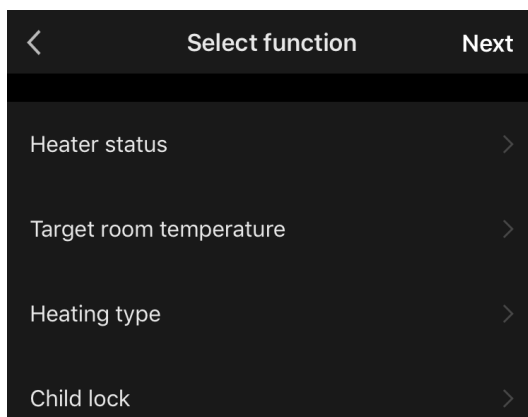 Select function Next
Heater status
Target room temperature
Heating type
Child lock